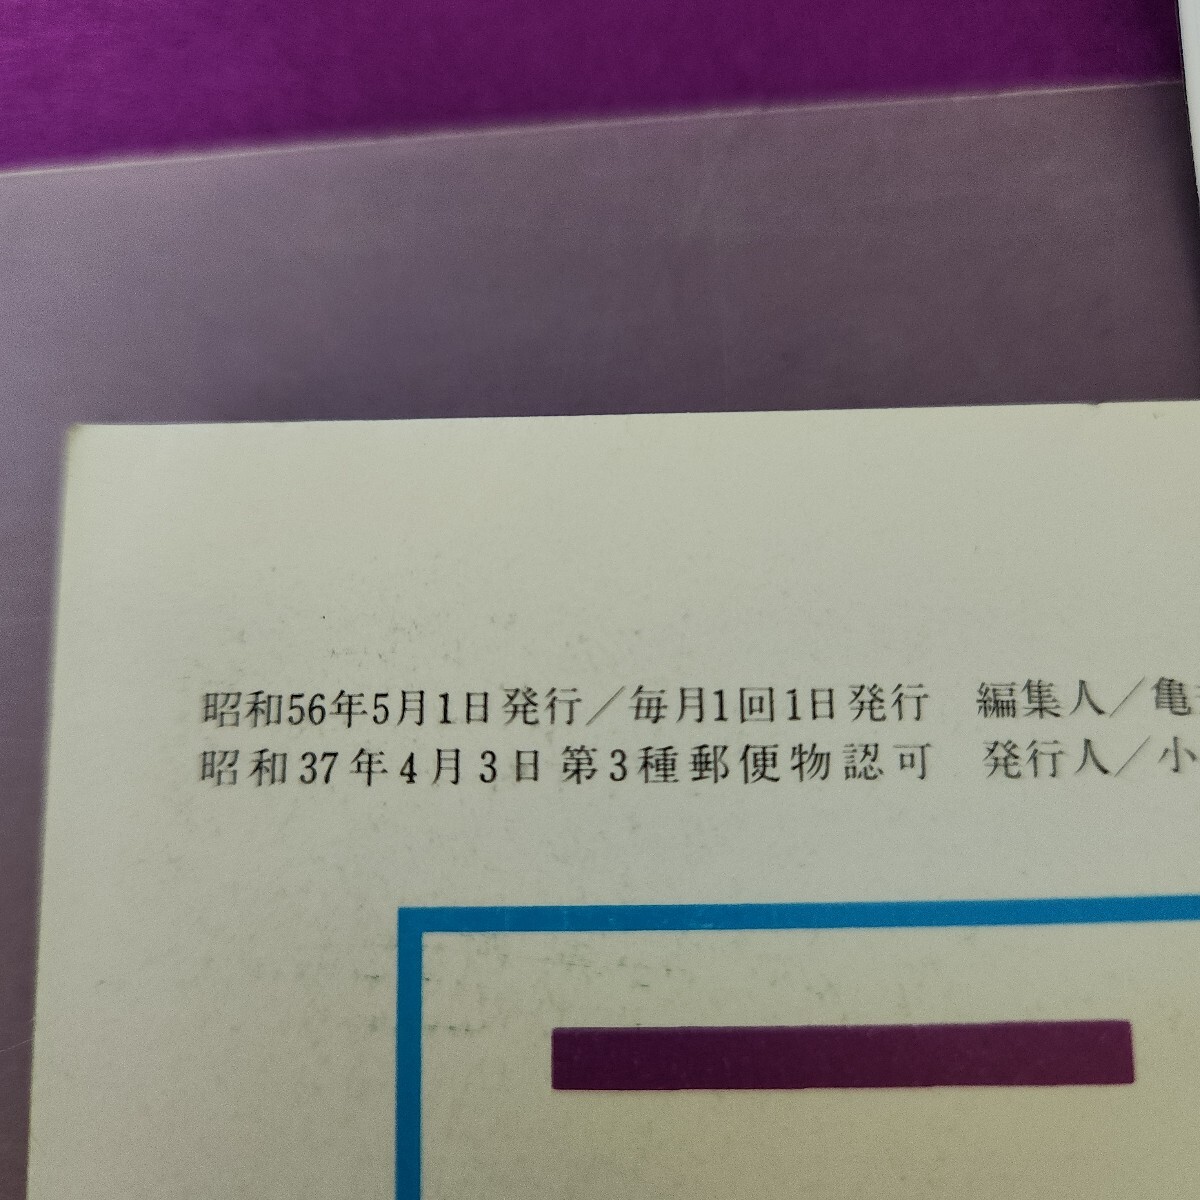 昭和56年5月1日発行／毎月1回1日発行　編集人／亀
昭和37年4月3日第3種郵便物認可　発行人／小